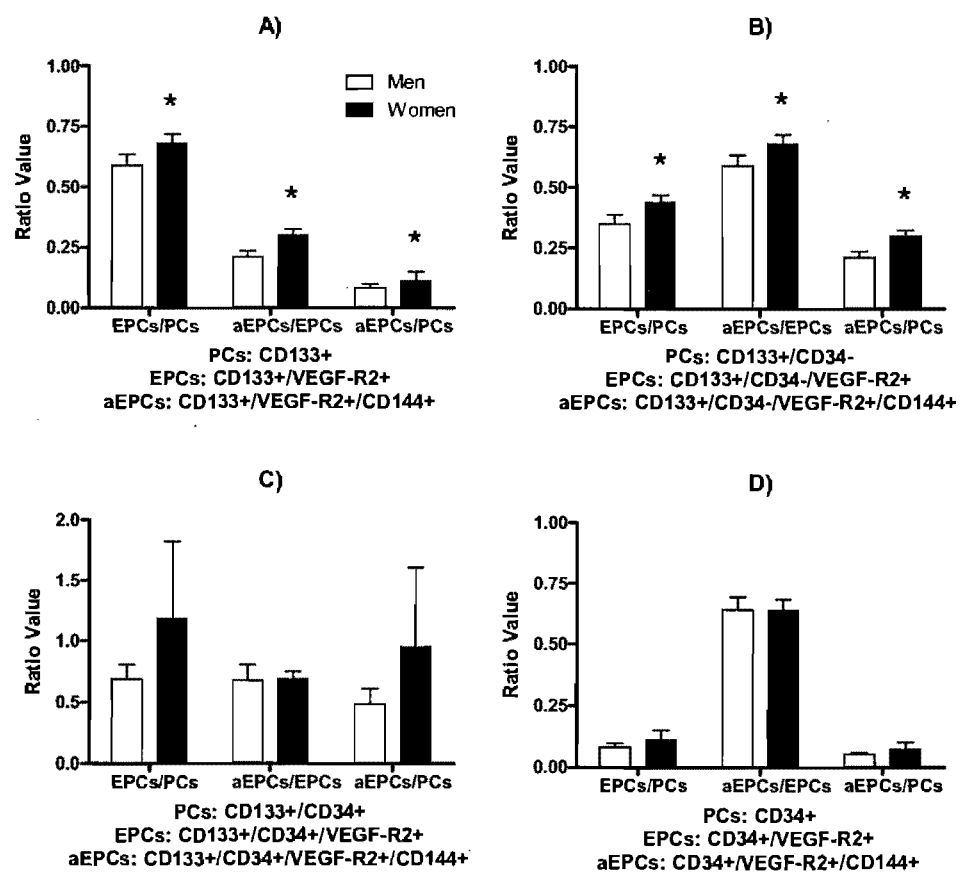 A)
1.00
0.75
0.50
0.25
0.00
Ratio Value
Men
Women
*
*
*
EPCs/PCs aEPCs/EPCs aEPCs/PCs
PCs: CD133+
EPCs: CD133+/VEGF-R2+
aEPCs: CD133+/VEGF-R2+/CD144+
B)
1.00
0.75
0.50
0.25
0.00
Ratio Value
*
*
*
EPCs/PCs aEPCs/EPCs aEPCs/PCs
PCs: CD133+/CD34-
EPCs: CD133+/CD34-/VEGF-R2+
aEPCs: CD133+/CD34-/VEGF-R2+/CD144+
C)
2.0
1.5
1.0
0.5
0.0
Ratio Value
EPCs/PCs aEPCs/EPCs aEPCs/PCs
PCs: CD133+/CD34+
EPCs: CD133+/CD34+/VEGF-R2+
aEPCs: CD133+/CD34+/VEGF-R2+/CD144+
D)
1.00
0.75
0.50
0.25
0.00
Ratio Value
EPCs/PCs aEPCs/EPCs aEPCs/PCs
PCs: CD34+
EPCs: CD34+/VEGF-R2+
aEPCs: CD34+/VEGF-R2+/CD144+